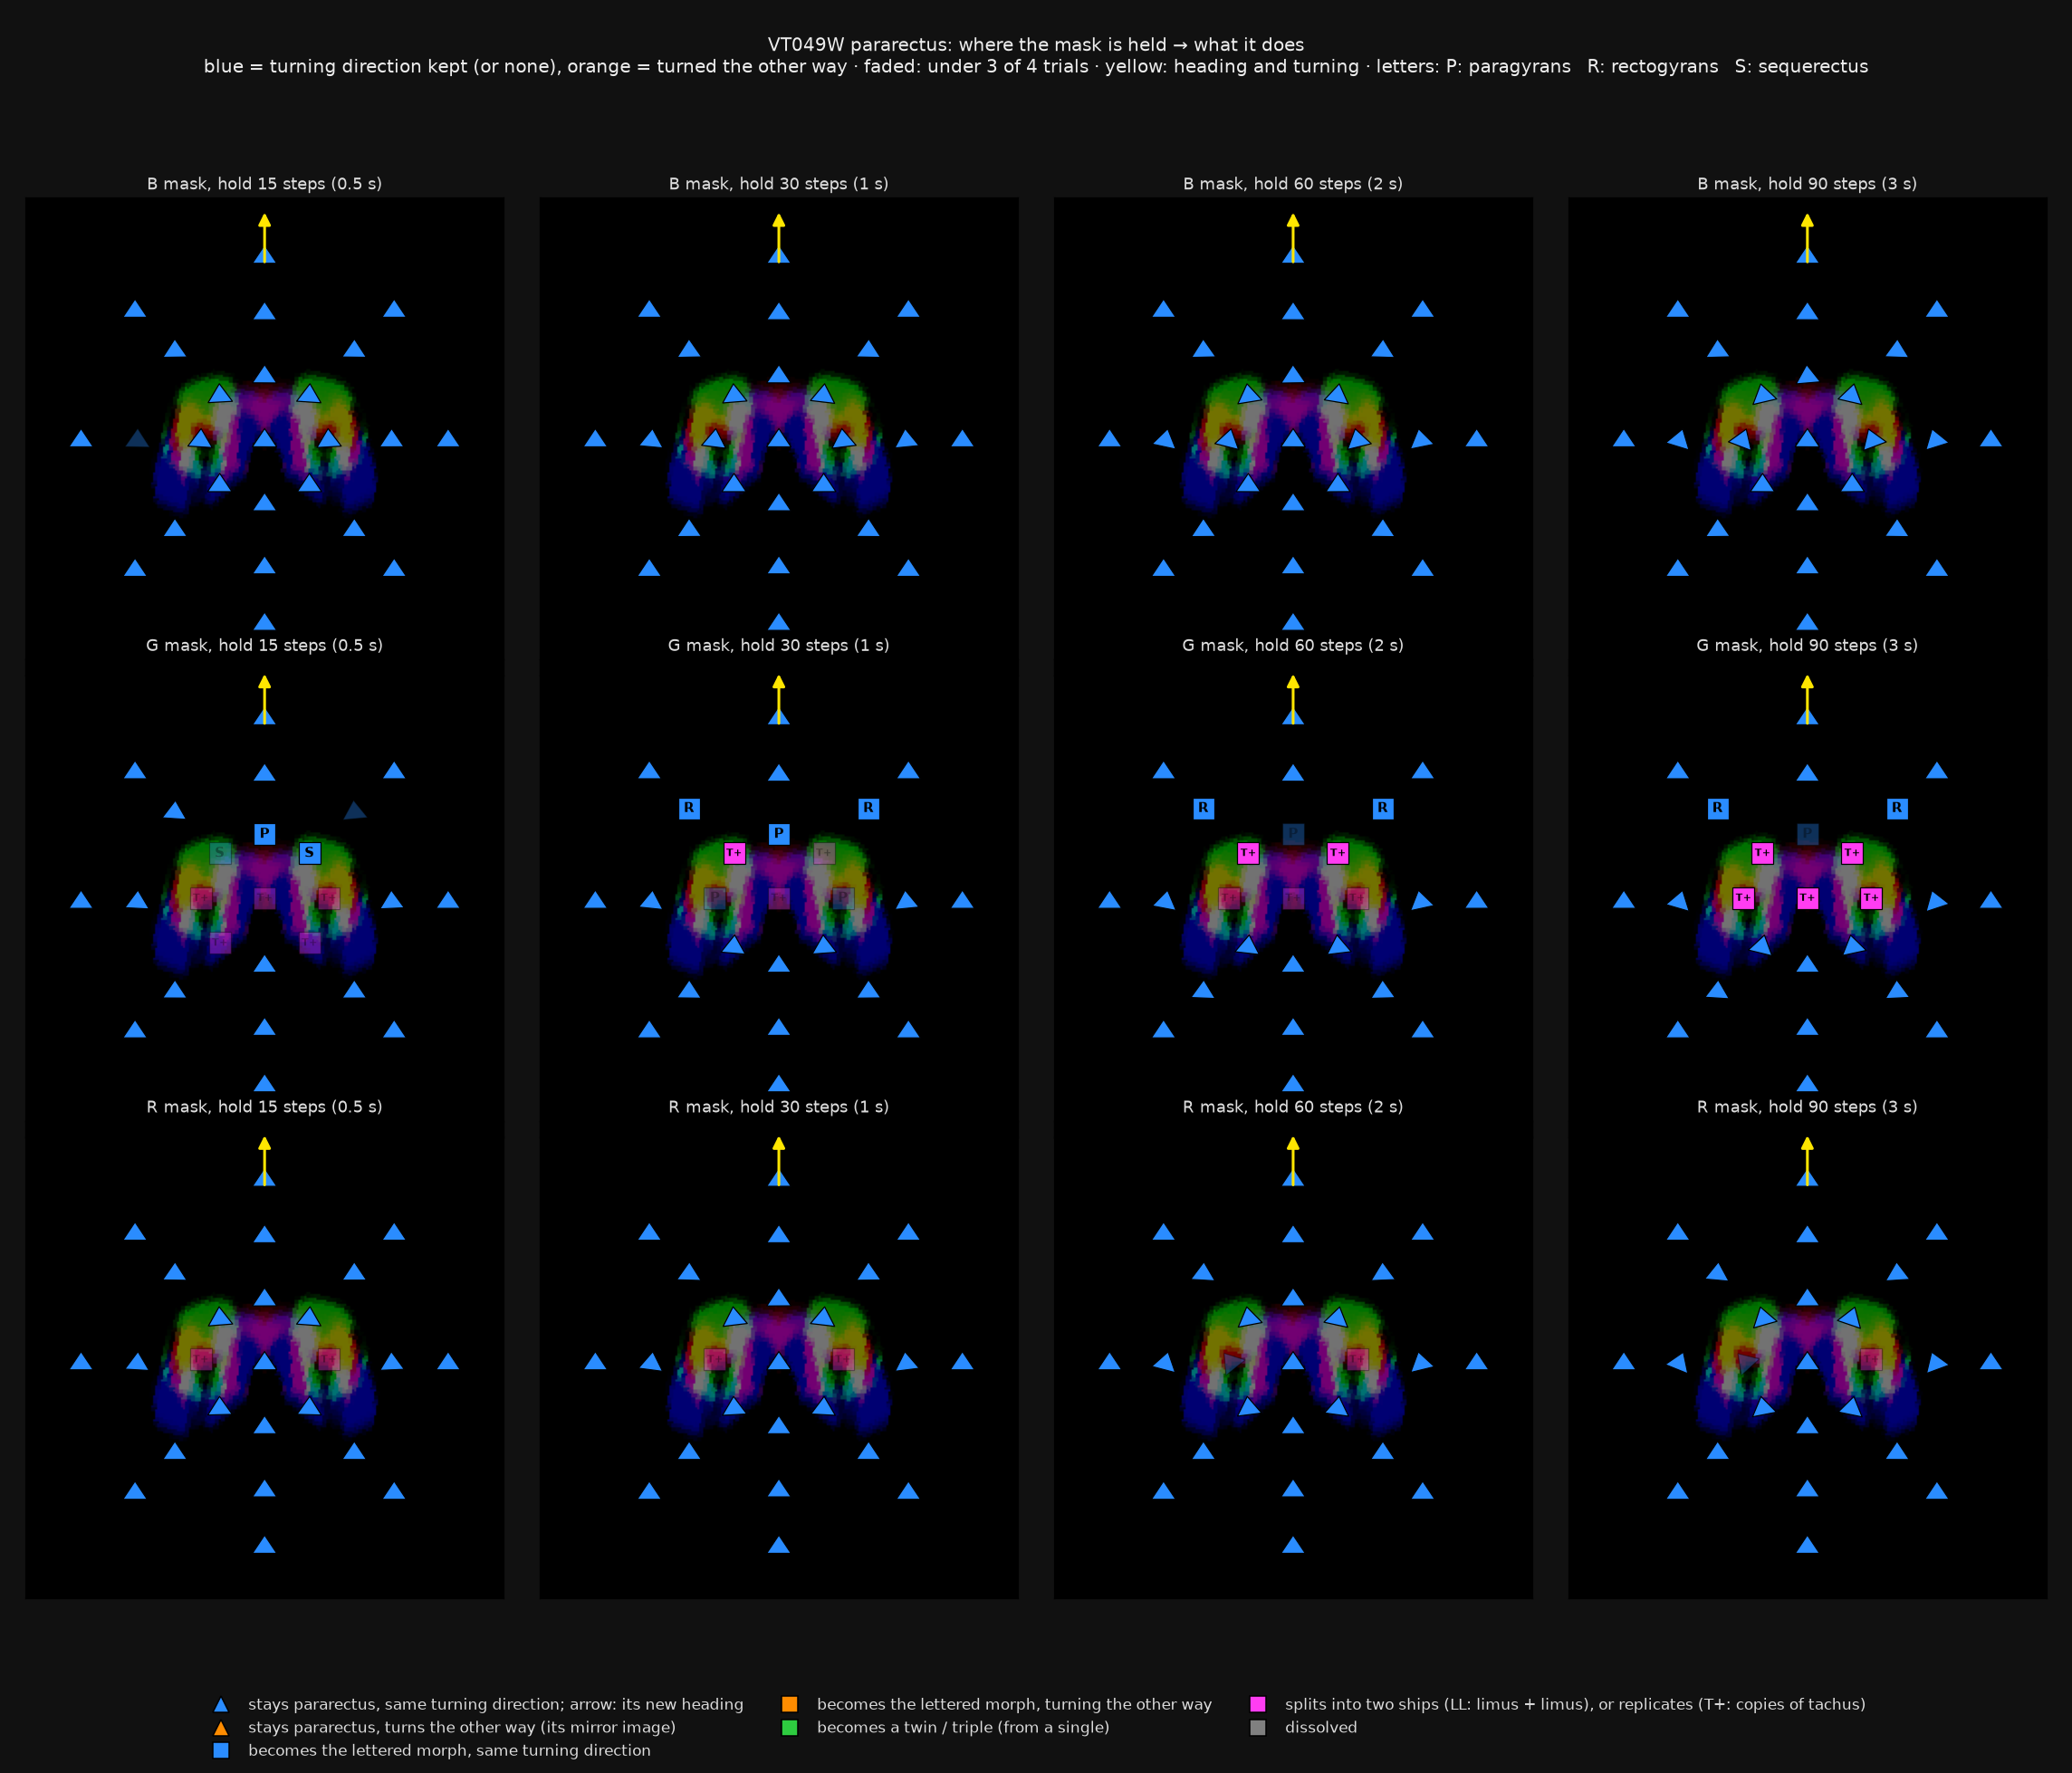 VT049W pararectus: where the mask is held → what it does
blue = turning direction kept (or none), orange = turned the other way · faded: under 3 of 4 trials · yellow: heading and turning · letters: P: paragyrans R: rectogyrans S: sequerectus
B mask, hold 15 steps (0.5 s)
B mask, hold 30 steps (1 s)
B mask, hold 60 steps (2 s)
B mask, hold 90 steps (3 s)
G mask, hold 15 steps (0.5 s)
G mask, hold 30 steps (1 s)
G mask, hold 60 steps (2 s)
G mask, hold 90 steps (3 s)
R R R R R R
P P P P
S S T+ T+ T+ T+ T+ T+
T+ T+ T+ P T+ P T+ T+ T+ T+ T+ T+
T+ T+
R mask, hold 15 steps (0.5 s)
R mask, hold 30 steps (1 s)
R mask, hold 60 steps (2 s)
R mask, hold 90 steps (3 s)
T+ T+ T+ T+ T+ T+
stays pararectus, same turning direction; arrow: its new heading
stays pararectus, turns the other way (its mirror image)
becomes the lettered morph, same turning direction
becomes the lettered morph, turning the other way
becomes a twin / triple (from a single)
splits into two ships (LL: limus + limus), or replicates (T+: copies of tachus)
dissolved